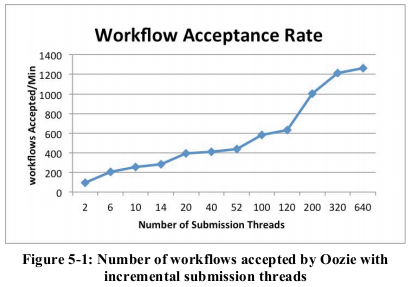 Workflow Acceptance Rate
workflows Accepted/Min
1400
1200
1000
800
600
400
200
0
2 6 10 14 20 40 52 100 120 200 320 640
Number of Submission Threads
Figure 5-1: Number of workflows accepted by Oozie with
incremental submission threads